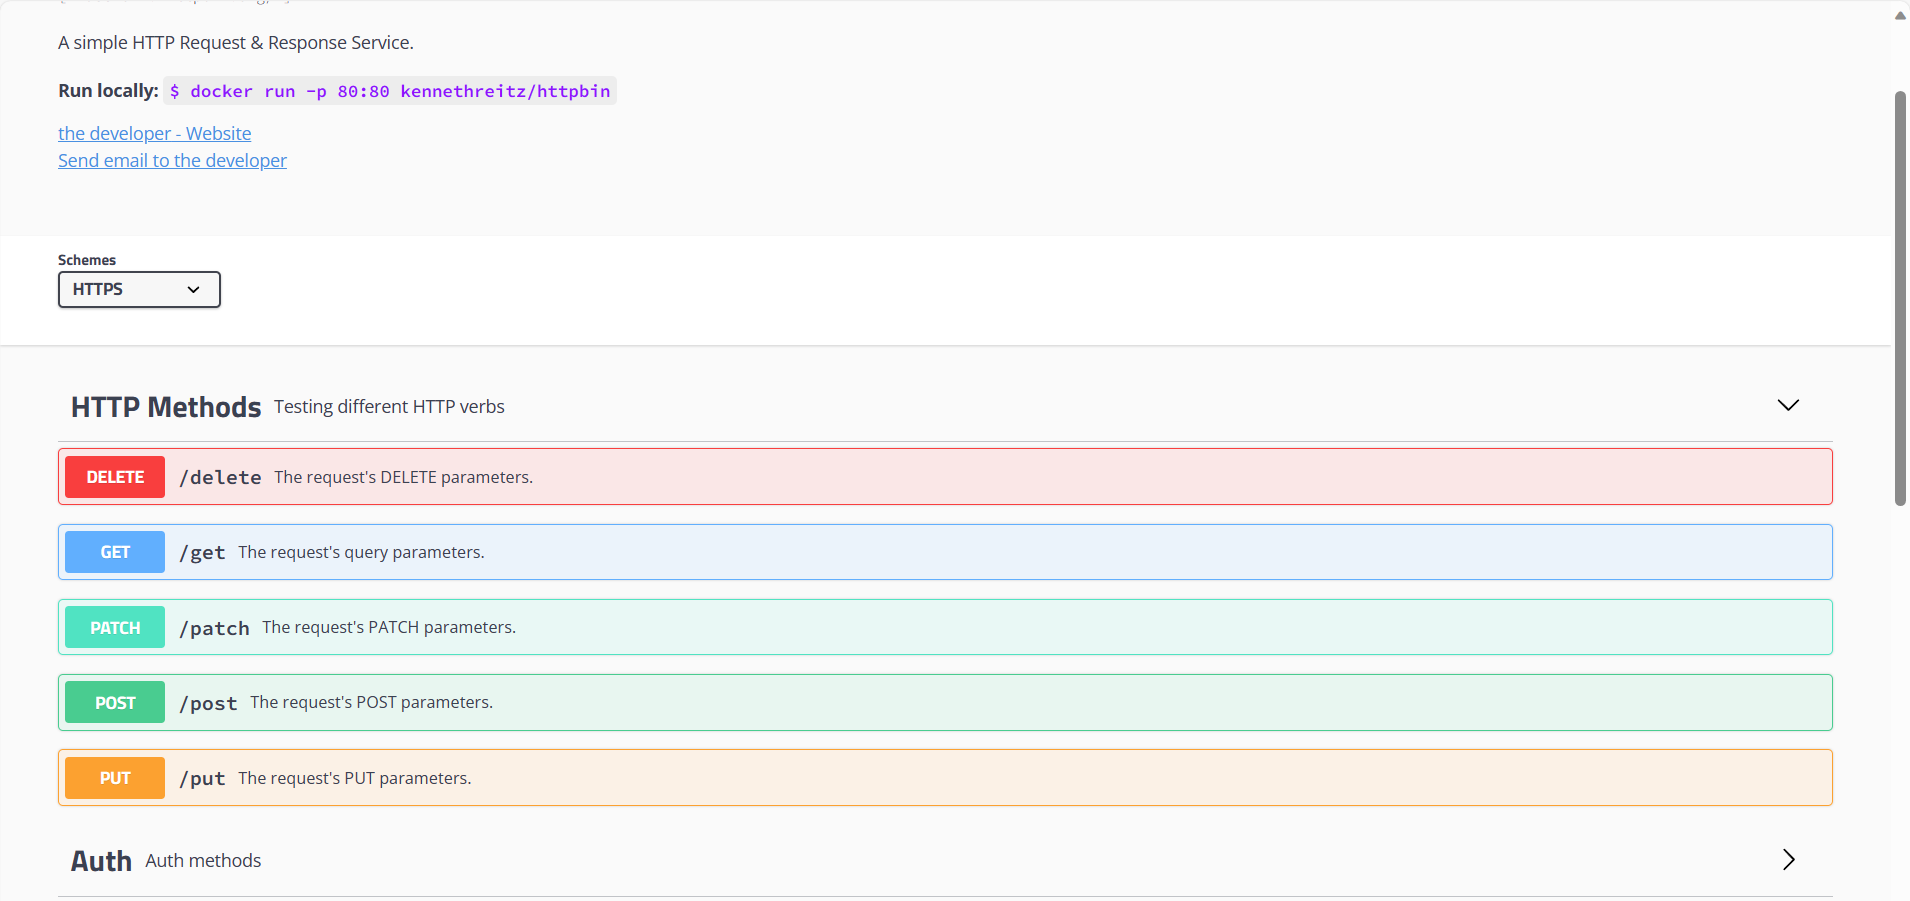 A simple HTTP Request & Response Service.
Run locally: $ docker run -p 80:80 kennethreitz/httpbin
the developer - Website
Send email to the developer
Schemes
HTTPS
HTTP Methods Testing different HTTP verbs
DELETE /delete The request's DELETE parameters.
GET /get The request's query parameters.
PATCH /patch The request's PATCH parameters.
POST /post The request's POST parameters.
PUT /put The request's PUT parameters.
Auth Auth methods